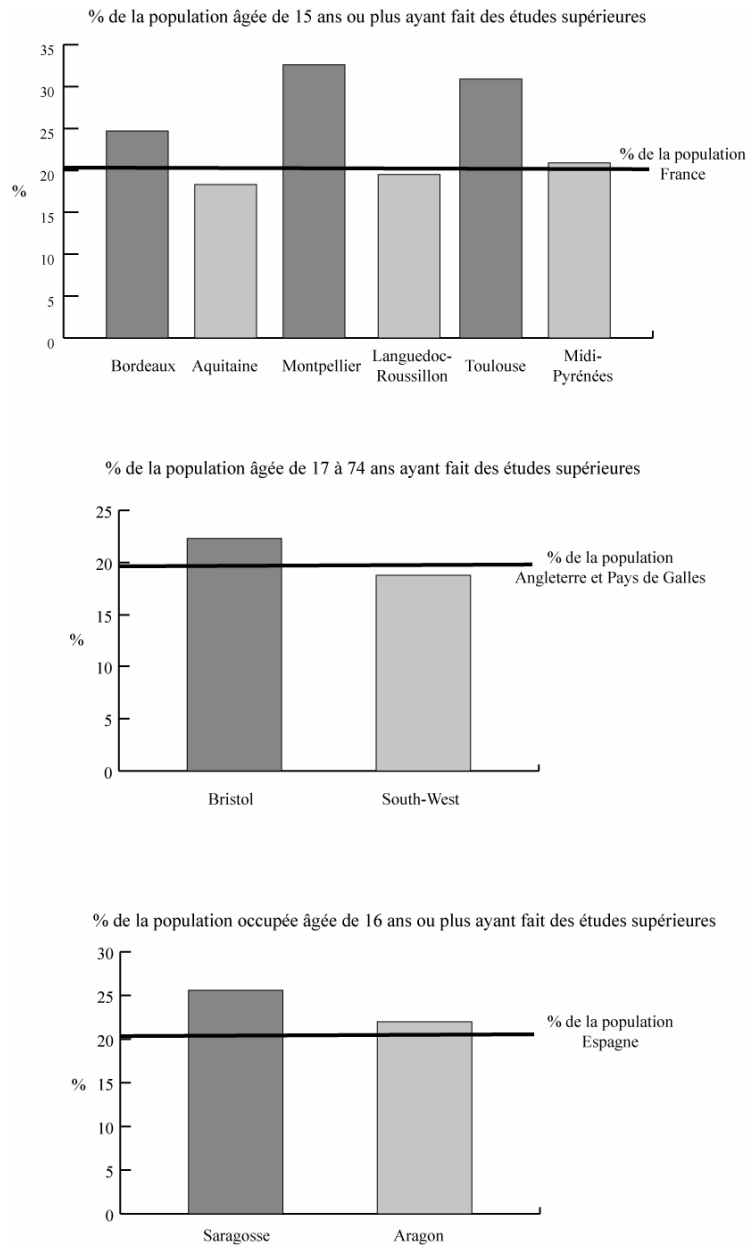 % de la population âgée de 15 ans ou plus ayant fait des études supérieures
35
30
25
20
15
10
5
0
%
% de la population
France
Bordeaux Aquitaine Montpellier Languedoc-Roussillon Toulouse Midi-Pyrénées
% de la population âgée de 17 à 74 ans ayant fait des études supérieures
25
20
15
10
5
0
%
% de la population
Angleterre et Pays de Galles
Bristol South-West
% de la population occupée âgée de 16 ans ou plus ayant fait des études supérieures
30
25
20
15
10
5
0
%
% de la population
Espagne
Saragosse Aragon